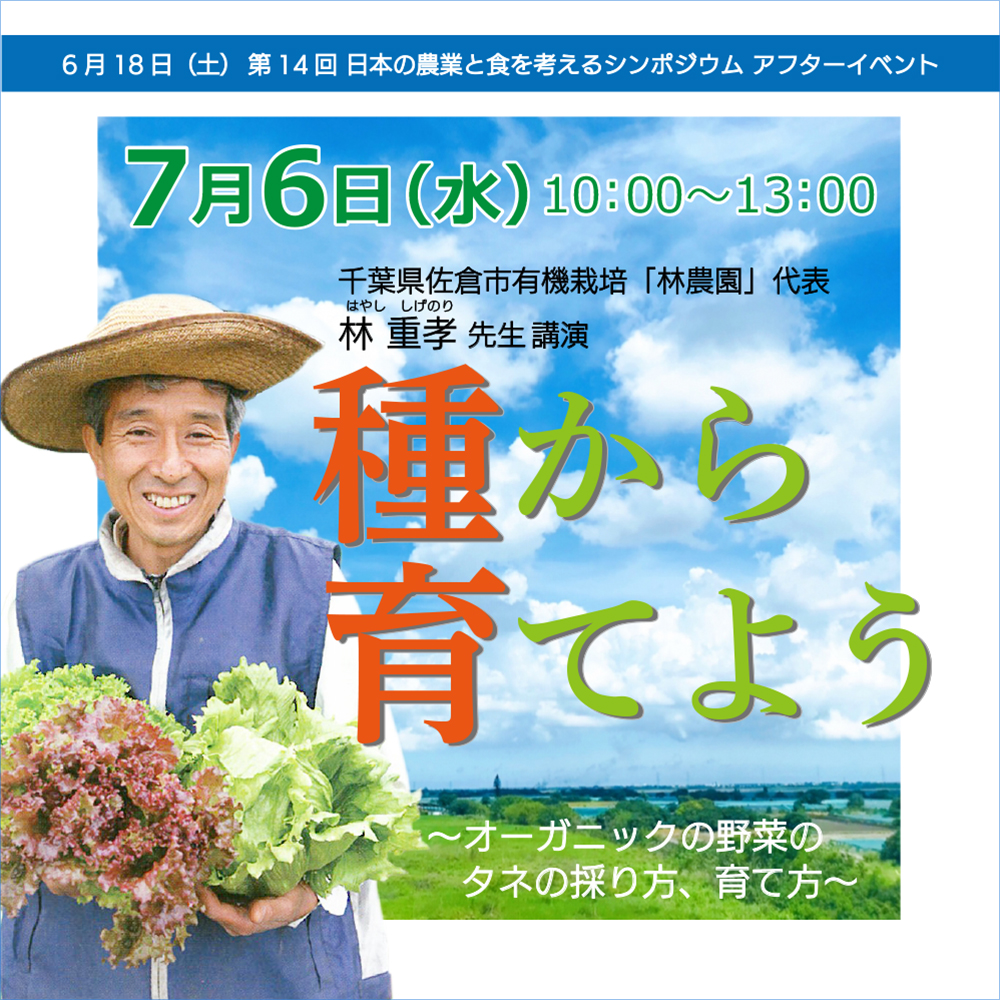 6月18日（土）第14回 日本の農業と食を考えるシンポジウム アフターイベント
7月6日（水）10:00～13:00
千葉県佐倉市有機栽培「林農園」代表
はやし しげのり
林 重孝 先生 講演
種から
育てよう
～オーガニックの野菜の
タネの採り方、育て方～